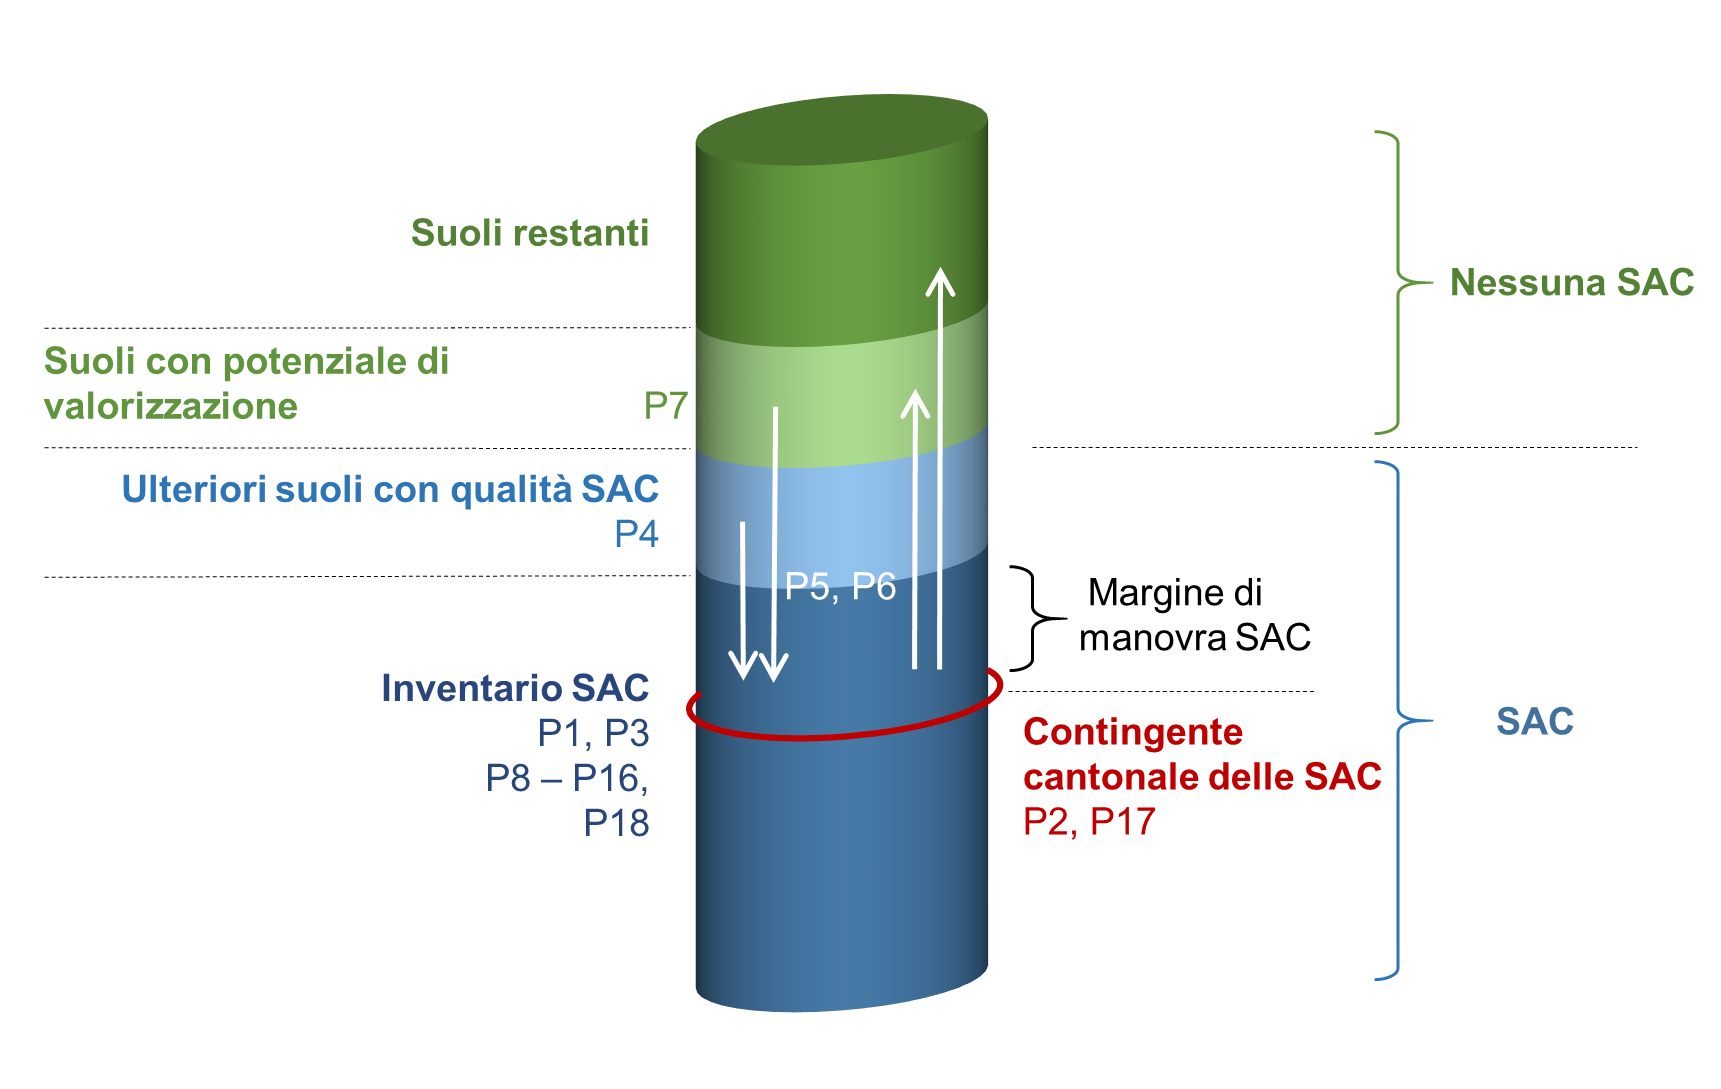 Suoli restanti
Nessuna SAC
Suoli con potenziale di
valorizzazione
P7
Ulteriori suoli con qualità SAC
P4
P5, P6
Margine di
manovra SAC
Inventario SAC
P1, P3
P8 – P16,
P18
Contingente
cantonale delle SAC
P2, P17
SAC